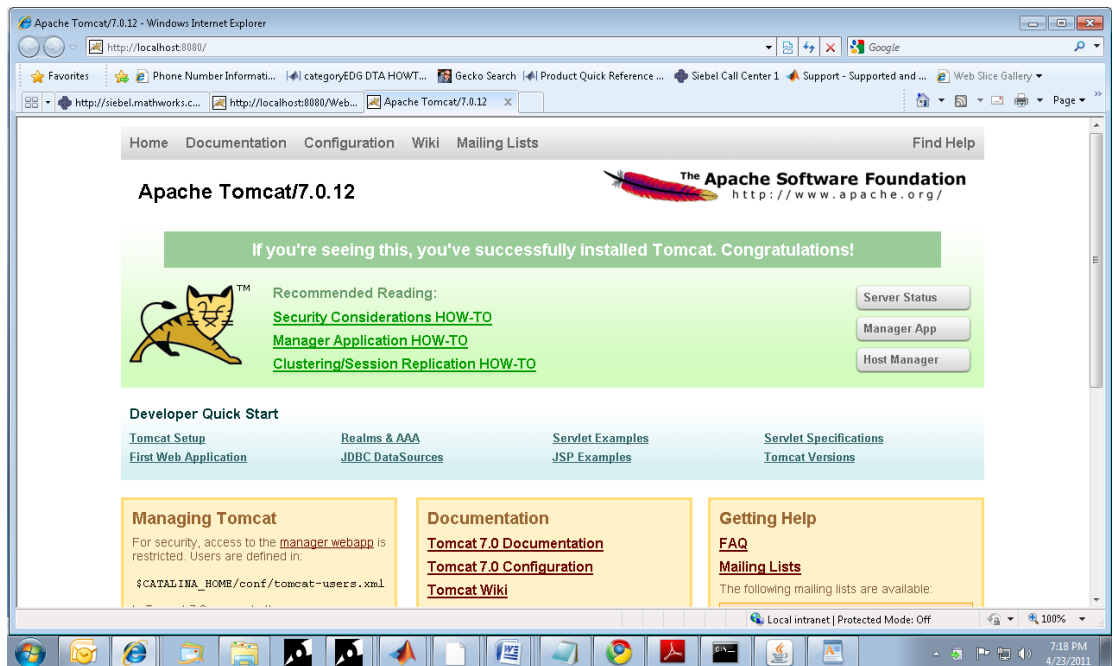 Apache Tomcat/7.0.12 - Windows Internet Explorer
http://localhost:8080/
Google
Favorites Phone Number Informati... categoryEDG DTA HOWT... Gecko Search Product Quick Reference ... Siebel Call Center 1 Support - Supported and ... Web Slice Gallery
http://siebel.mathworks.c... http://localhost:8080/Web... Apache Tomcat/7.0.12 X Page »
Home Documentation Configuration Wiki Mailing Lists Find Help
Apache Tomcat/7.0.12
The Apache Software Foundation
http://www.apache.org/
If you're seeing this, you've successfully installed Tomcat. Congratulations!
TM
Recommended Reading:
Security Considerations HOW-TO
Manager Application HOW-TO
Clustering/Session Replication HOW-TO
Server Status
Manager App
Host Manager
Developer Quick Start
Tomcat Setup Realms & AAA Servlet Examples Servlet Specifications
First Web Application JDBC DataSources JSP Examples Tomcat Versions
Managing Tomcat
For security, access to the manager webapp is
restricted. Users are defined in:
$CATALINA_HOME/conf/tomcat-users.xml
Documentation
Tomcat 7.0 Documentation
Tomcat 7.0 Configuration
Tomcat Wiki
Getting Help
FAQ
Mailing Lists
The following mailing lists are available:
Local intranet | Protected Mode: Off 100%
7:18 PM
4/23/2011